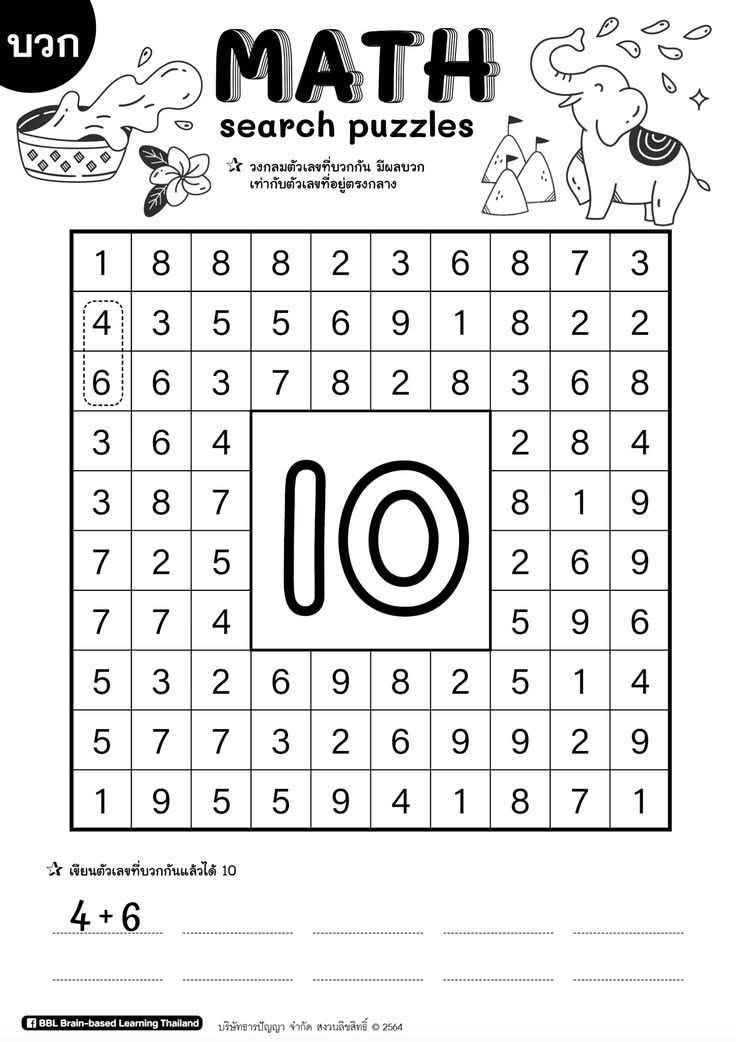 บวก
MATH
search puzzles
วงกลมตัวเลขที่บวกกัน มีผลบวก
เท่ากับตัวเลขที่อยู่ตรงกลาง
1 8 8 8 2 3 6 8 7 3
4 3 5 5 6 9 1 8 2 2
6 6 3 7 8 2 8 3 6 8
3 6 4 2 8 4
3 8 7 8 1 9
10
7 2 5 2 6 9
7 7 4 5 9 6
5 3 2 6 9 8 2 5 1 4
5 7 7 3 2 6 9 9 2 9
1 9 5 5 9 4 1 8 7 1
เขียนตัวเลขที่บวกกันแล้วได้ 10
4 + 6
BBL Brain-based Learning Thailand
บริษัทธารปัญญา จำกัด สงวนลิขสิทธิ์ © 2564